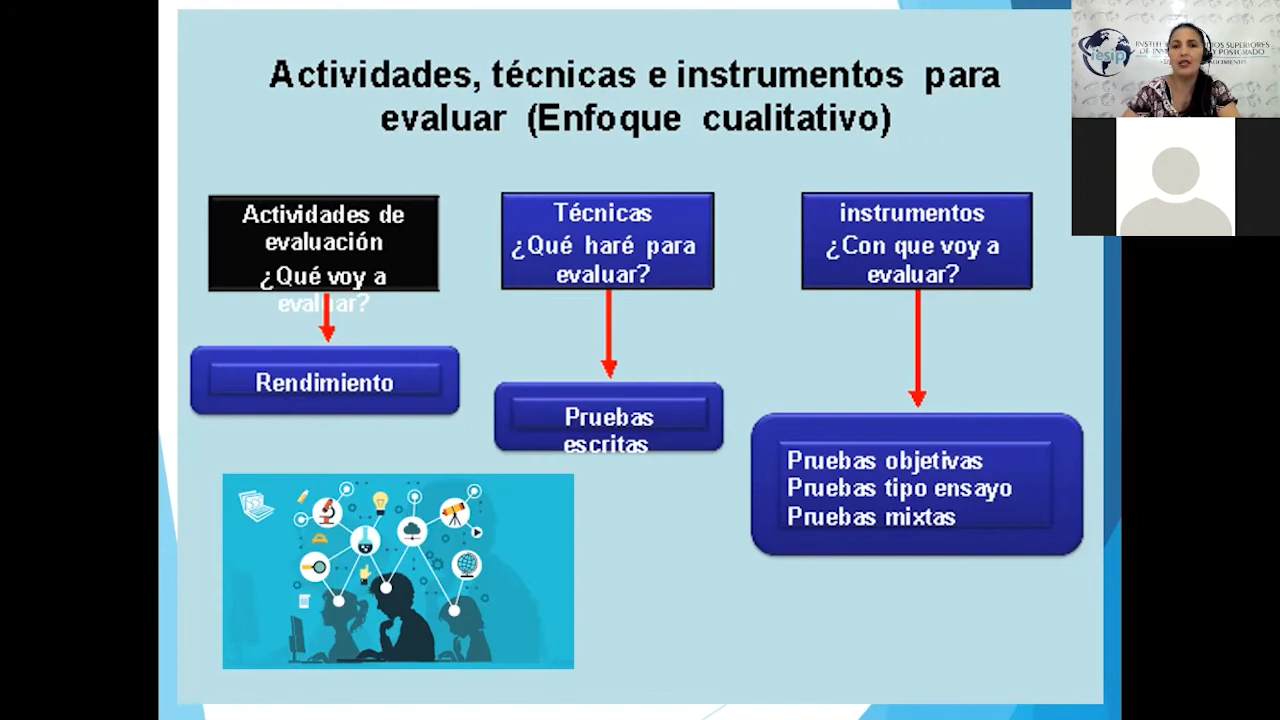 Actividades, técnicas e instrumentos para
evaluar (Enfoque cualitativo)
Actividades de
evaluación
¿Qué voy a
evaluar?
Rendimiento
Técnicas
¿Qué haré para
evaluar?
Pruebas
escritas
instrumentos
¿Con que voy a
evaluar?
Pruebas objetivas
Pruebas tipo ensayo
Pruebas mixtas
iesip